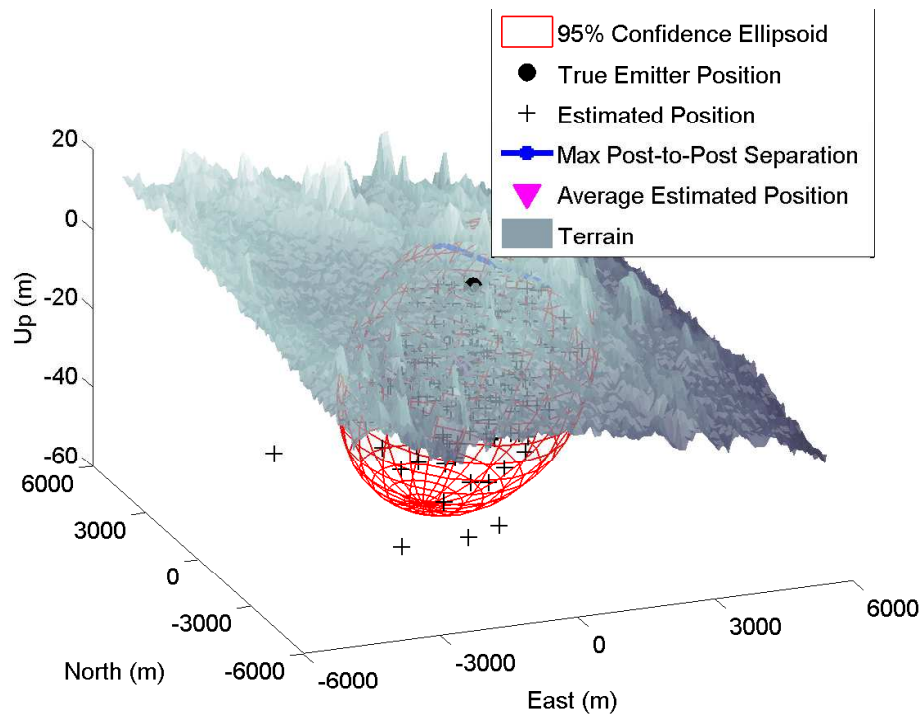 95% Confidence Ellipsoid
True Emitter Position
Estimated Position
Max Post-to-Post Separation
Average Estimated Position
Terrain
20
0
-20
-40
-60
Up (m)
6000
3000
0
-3000
-6000
North (m)
-6000
-3000
0
3000
6000
East (m)